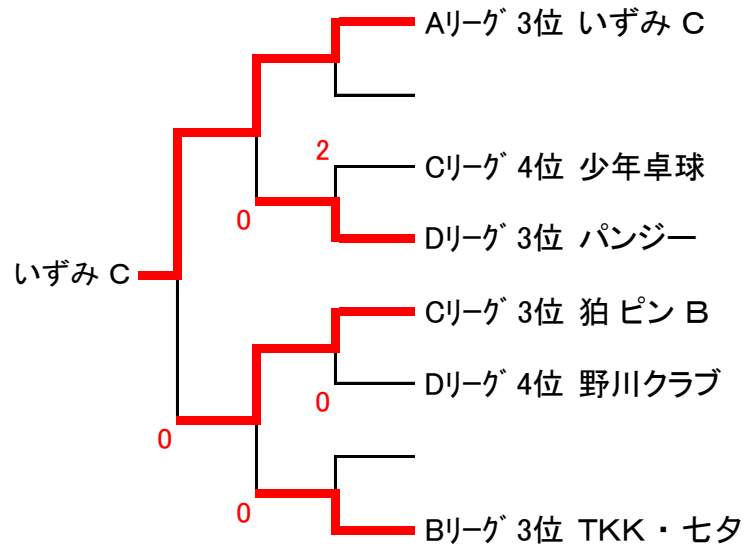 Aリーグ 3位 いずみ C
2
Cリーグ 4位 少年卓球
0
Dリーグ 3位 パンジー
いずみ C
Cリーグ 3位 狛 ピン B
Dリーグ 4位 野川クラブ
0
0
0
Bリーグ 3位 TKK ・ 七夕